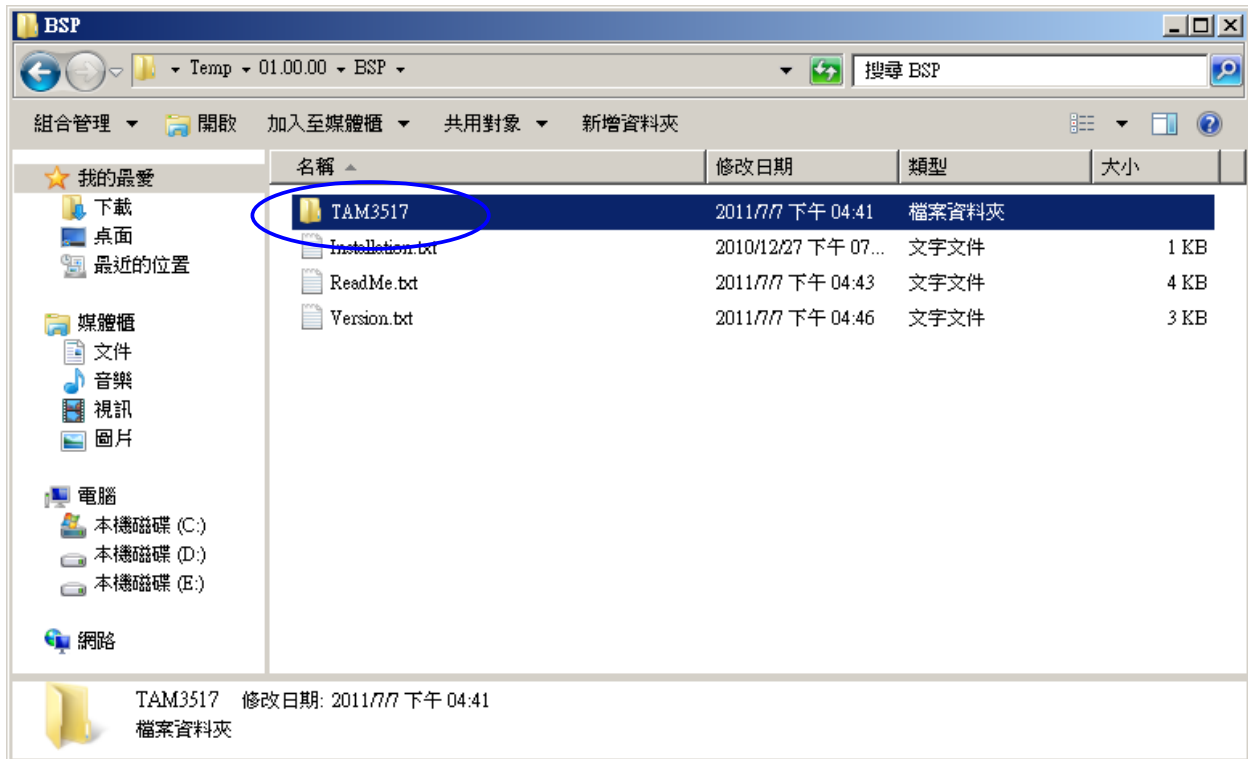 BSP
Temp 01.00.00 BSP 搜尋 BSP
組合管理 開啟 加入至媒體櫃 共用對象 新增資料夾
我的最愛
下載
桌面
最近的位置
媒體櫃
文件
音樂
視訊
圖片
電腦
本機磁碟 (C:)
本機磁碟 (D:)
本機磁碟 (E:)
網路
名稱 修改日期 類型 大小
TAM3517 2011/7/7 下午 04:41 檔案資料夾
Installation.txt 2010/12/27 下午 07... 文字文件 1 KB
ReadMe.txt 2011/7/7 下午 04:43 文字文件 4 KB
Version.txt 2011/7/7 下午 04:46 文字文件 3 KB
TAM3517 修改日期: 2011/7/7 下午 04:41
檔案資料夾